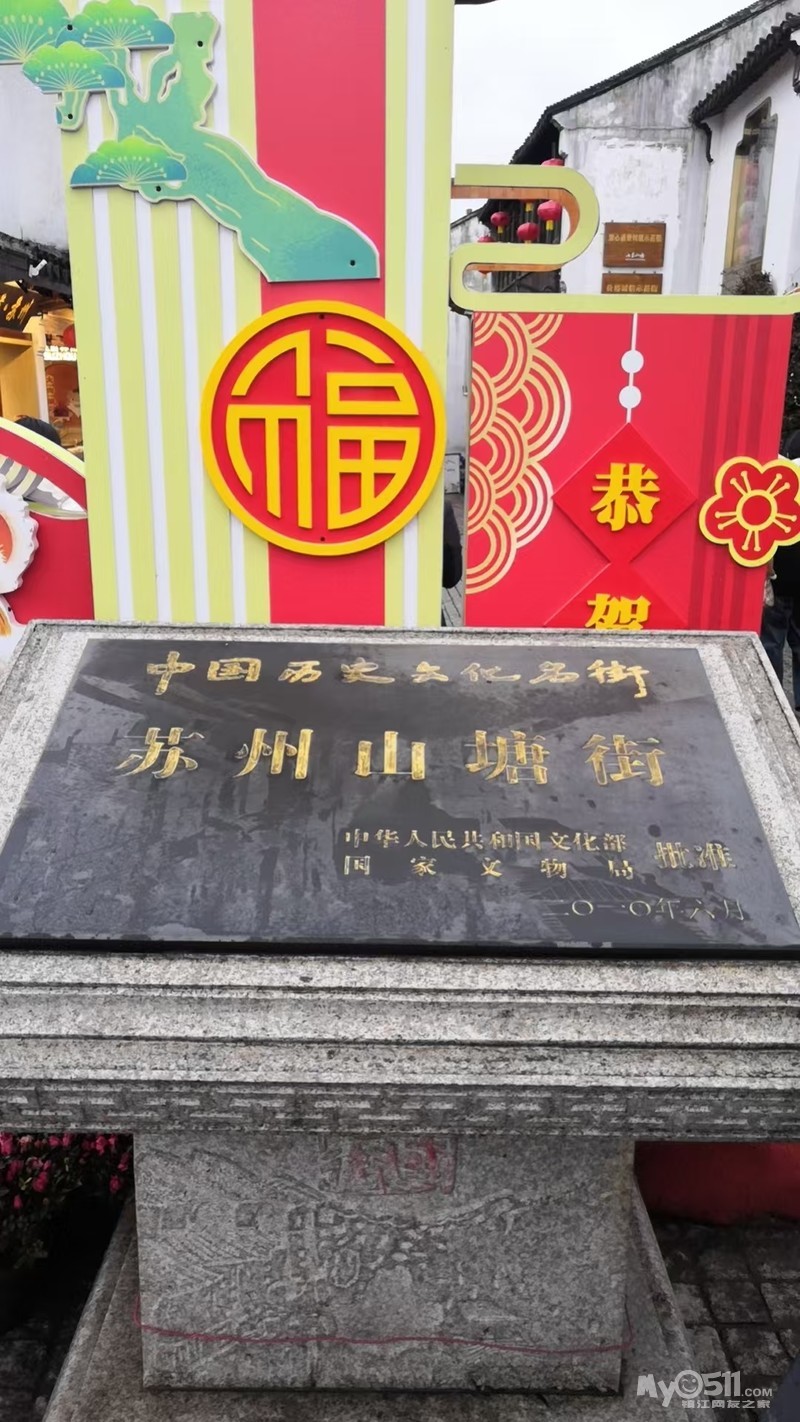 福
恭
贺
中国历史文化名街
苏州山塘街
中华人民共和国文化部
国家文物局
批准
二〇一〇年六月
MyO511.COM
镇江网友之家